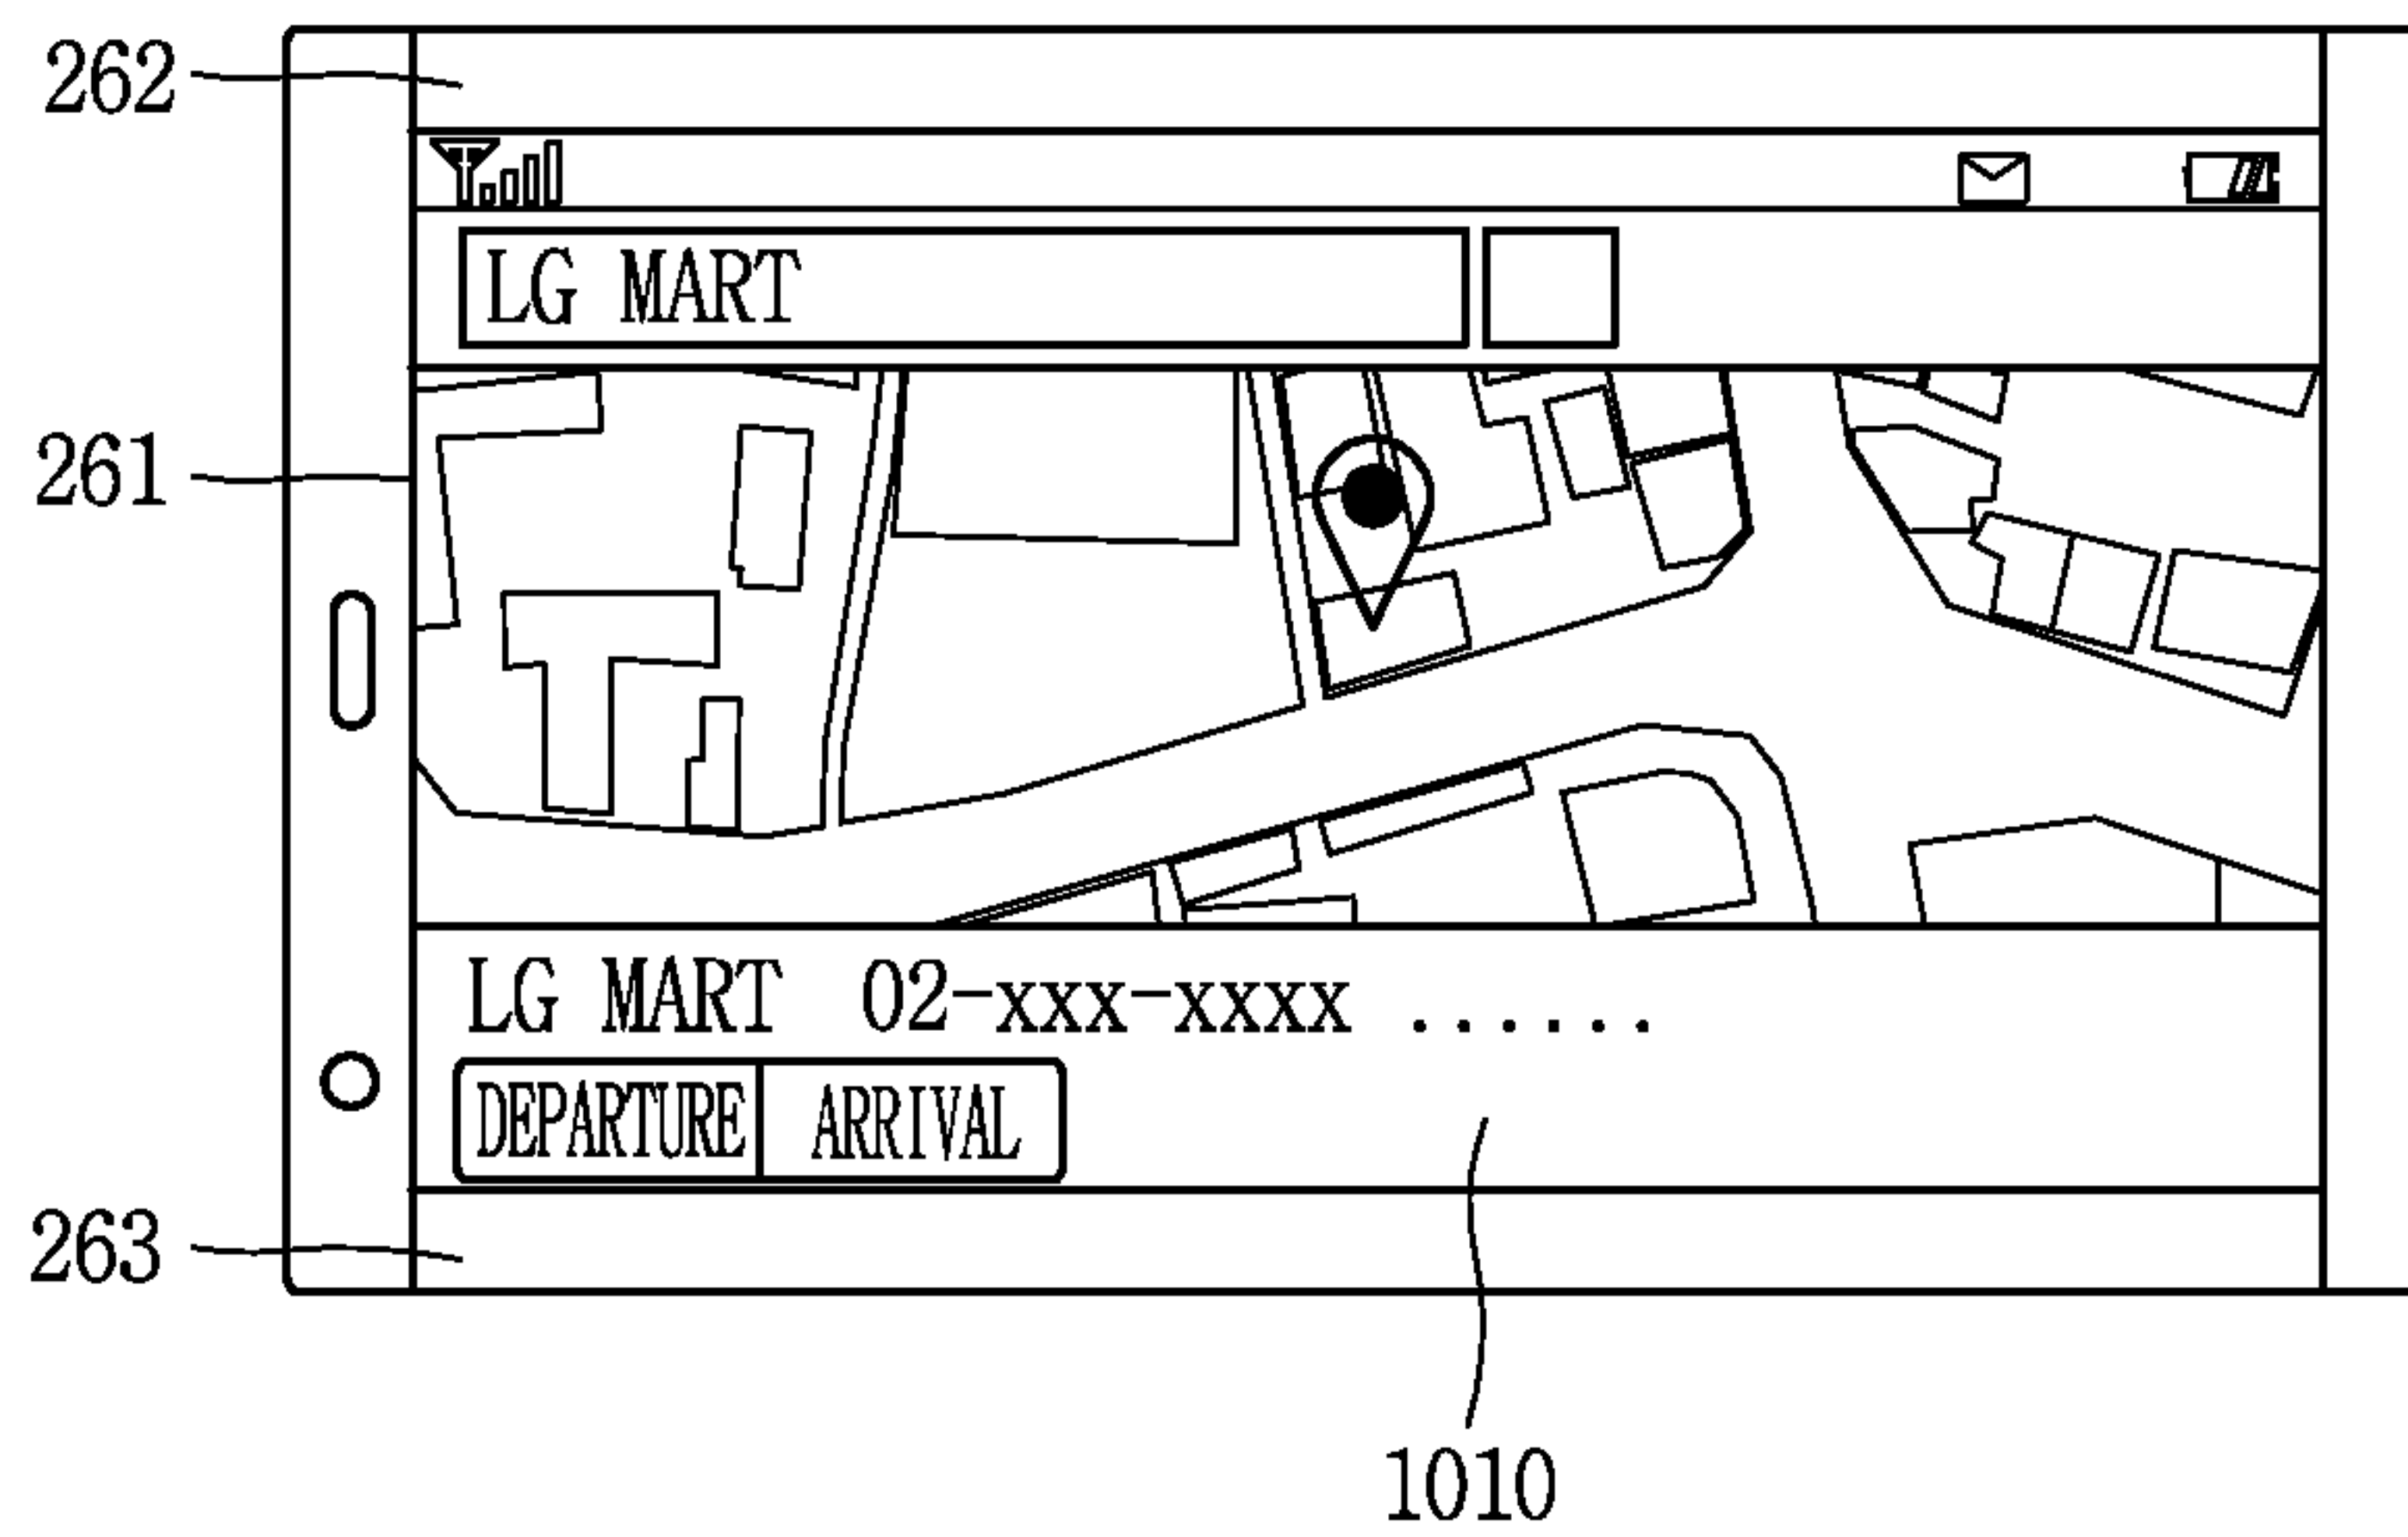 262
LG MART
261
LG MART 02-xxx-xxxx ......
DEPARTURE ARRIVAL
263
1010